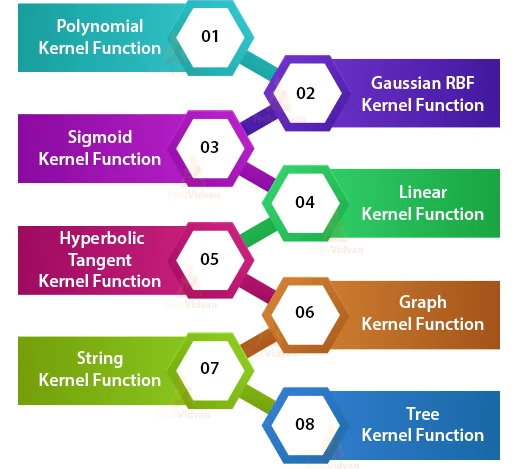 Polynomial
Kernel Function
01
02
Gaussian RBF
Kernel Function
Sigmoid
Kernel Function
03
04
Linear
Kernel Function
Hyperbolic
Tangent
Kernel Function
05
06
Graph
Kernel Function
String
Kernel Function
07
08
Tree
Kernel Function